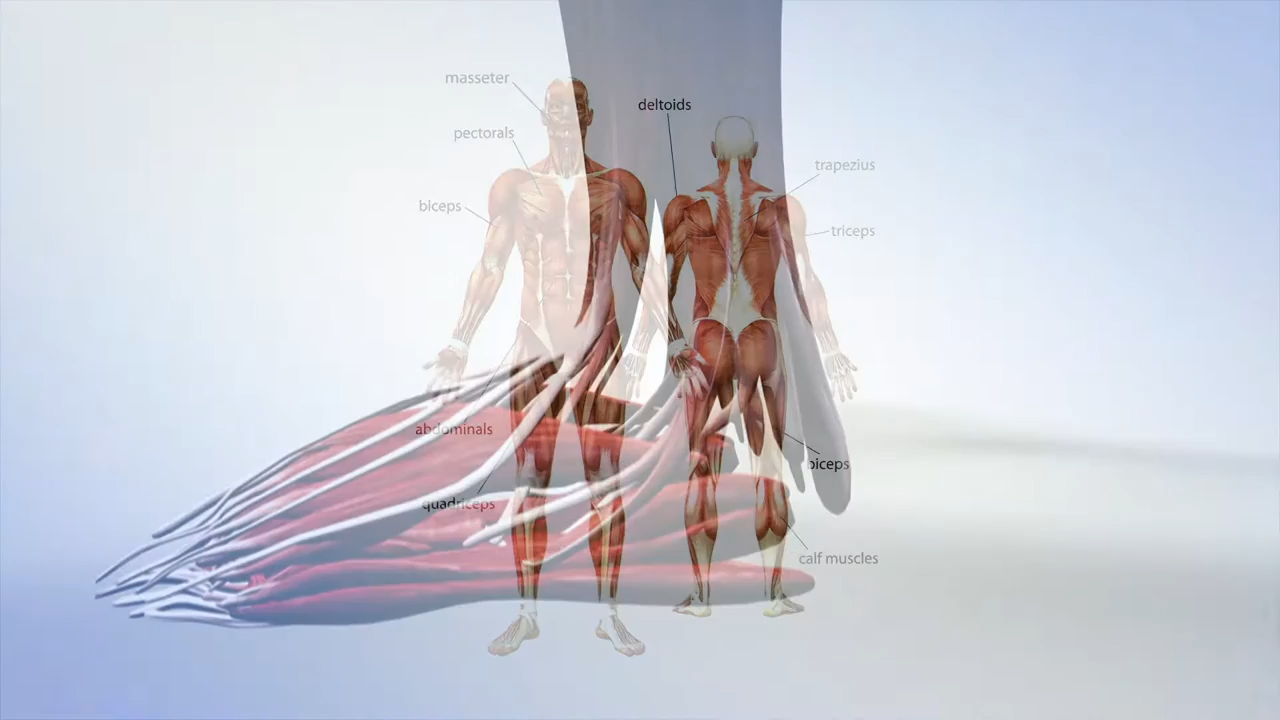 masseter
deltoids
pectorals
trapezius
biceps
triceps
abdominals
biceps
quadriceps
calf muscles